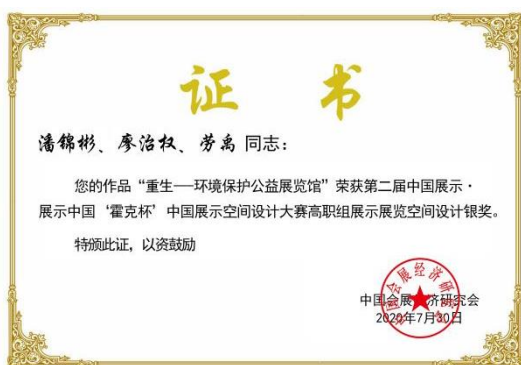 证 书
潘锦彬、廖治权、劳禹 同志：
您的作品“重生——环境保护公益展览馆”荣获第二届中国展示·
展示中国‘霍克杯’中国展示空间设计大赛高职组展示展览空间设计银奖。
特颁此证，以资鼓励
中国会展经济研究会
2020年7月30日